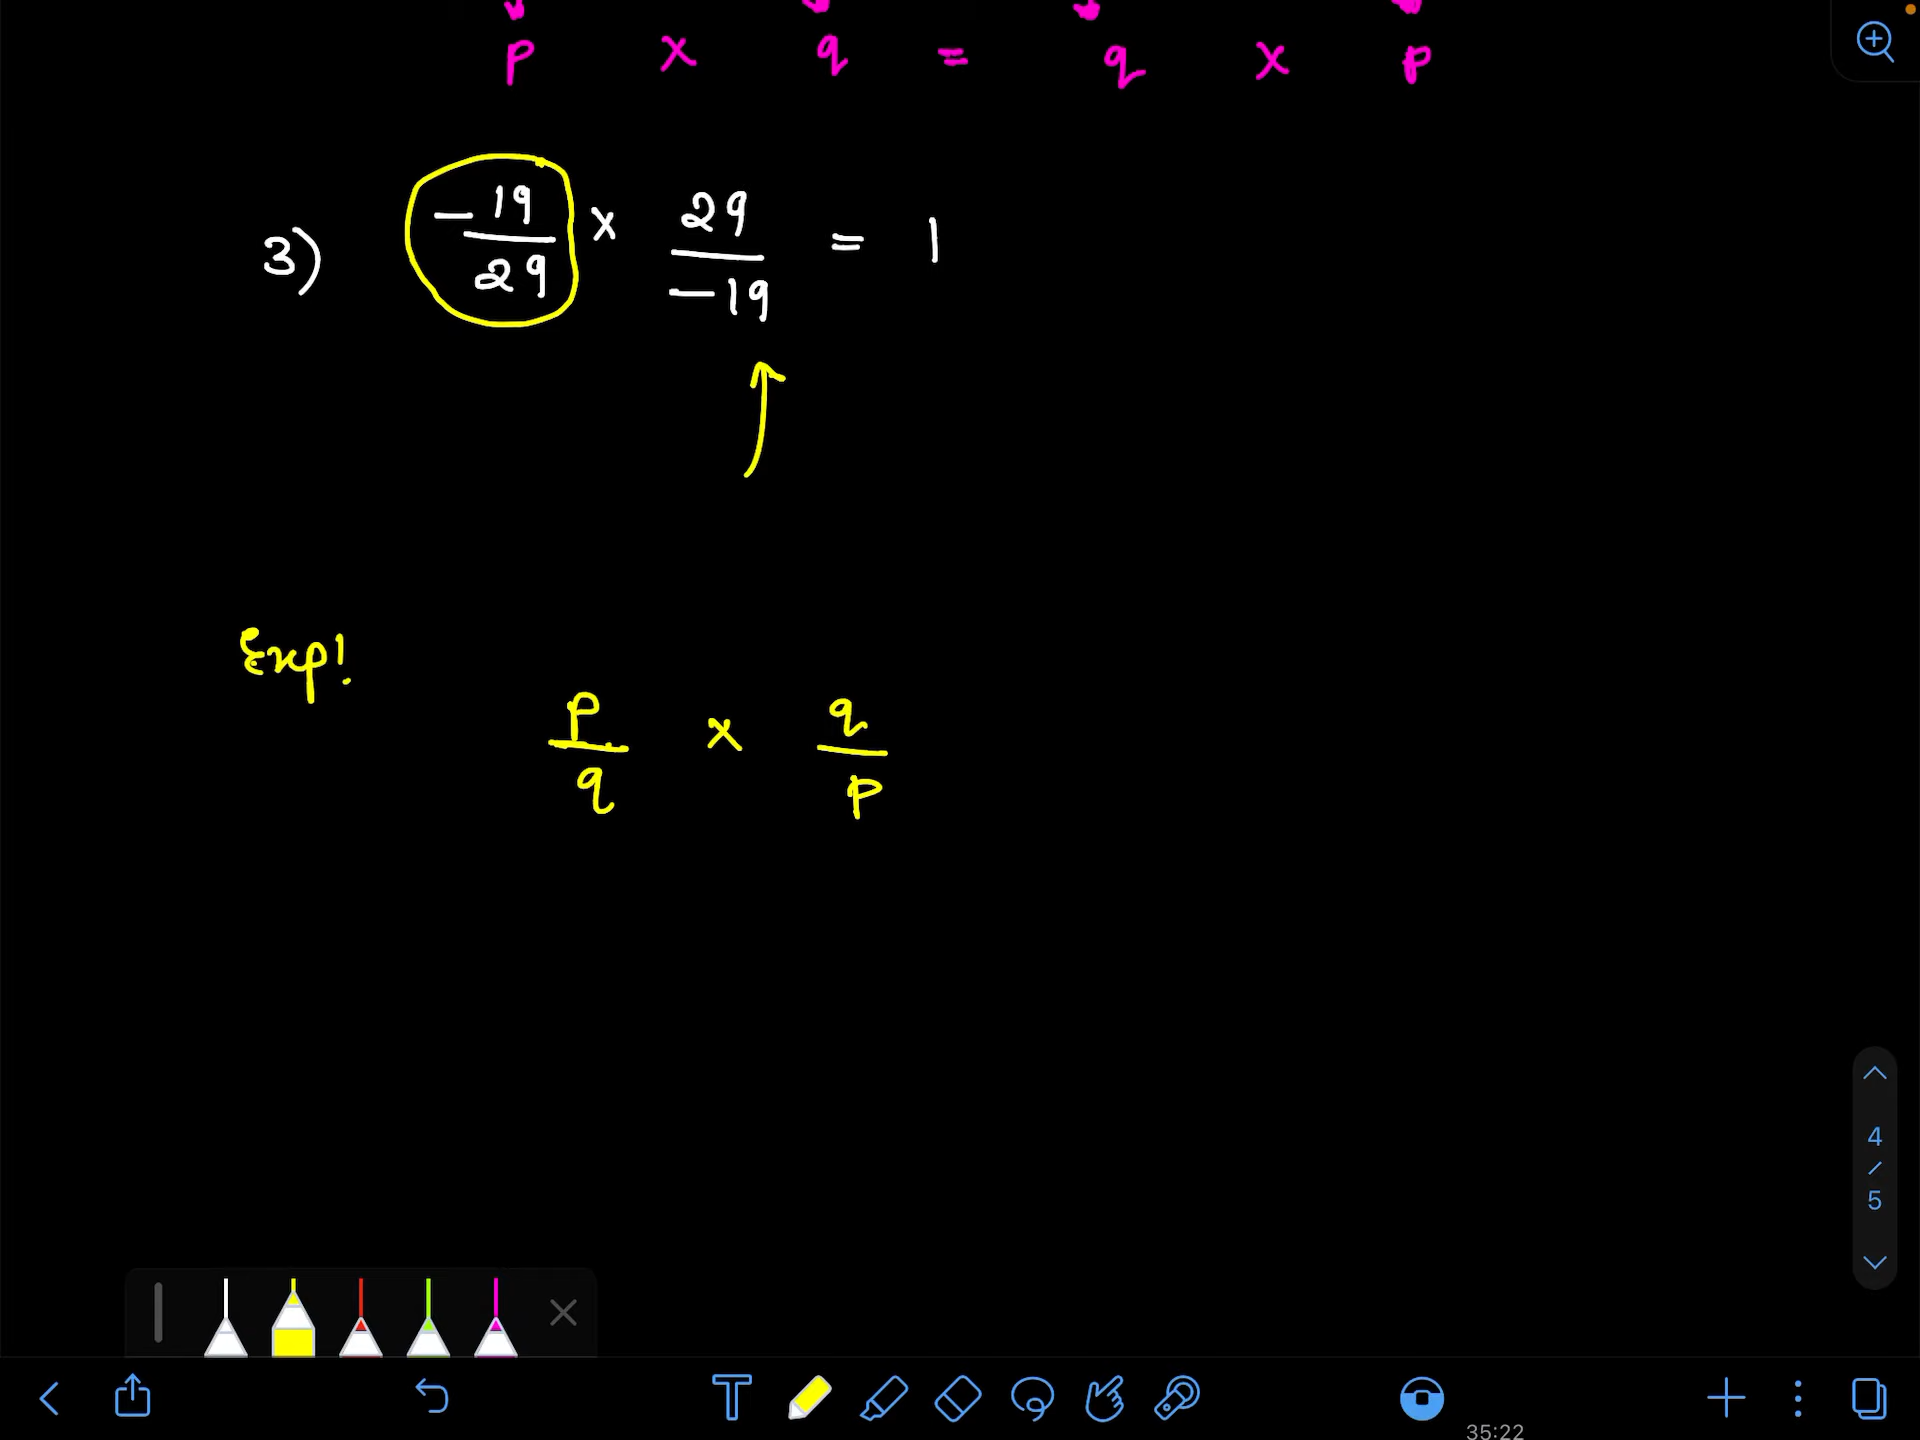 p x q = q x p
3) -19/29 x 29/-19 = 1
Exp!
p/q x q/p
4
/
5
35:22